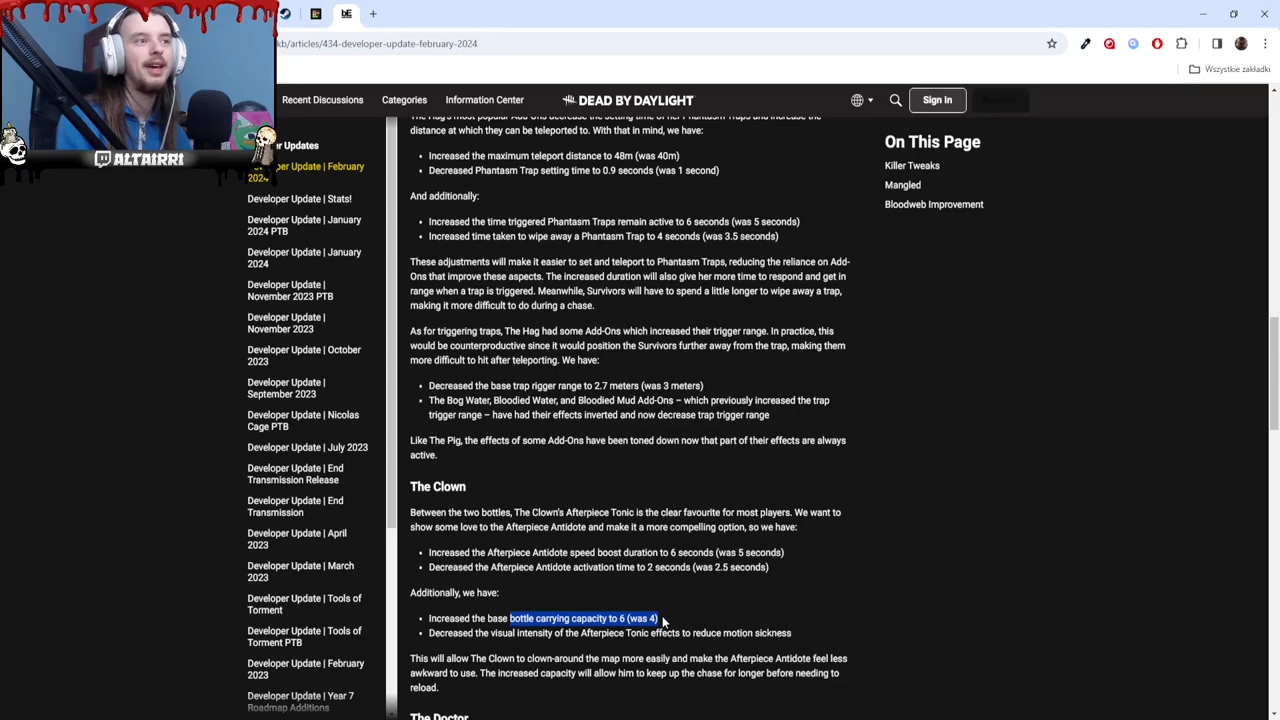 bE
kb/articles/434-developer-update-february-2024
Wszystkie zakładki
Recent Discussions
Categories
Information Center
DEAD BY DAYLIGHT
Sign In
ALTAIRRI
Updates
Developer Update | February
2024
Developer Update | Stats!
Developer Update | January
2024 PTB
Developer Update | January
2024
Developer Update |
November 2023 PTB
Developer Update |
November 2023
Developer Update | October
2023
Developer Update |
September 2023
Developer Update | Nicolas
Cage PTB
Developer Update | July 2023
Developer Update | End
Transmission Release
Developer Update | End
Transmission
Developer Update | April
2023
Developer Update | March
2023
Developer Update | Tools of
Torment
Developer Update | Tools of
Torment PTB
Developer Update | February
2023
Developer Update | Year 7
Roadmap Additions
The Hag's most popular Add-Ons decrease the setting time of her Phantasm Traps and increase the
distance at which they can be teleported to. With that in mind, we have:
Increased the maximum teleport distance to 48m (was 40m)
Decreased Phantasm Trap setting time to 0.9 seconds (was 1 second)
And additionally:
Increased the time triggered Phantasm Traps remain active to 6 seconds (was 5 seconds)
Increased time taken to wipe away a Phantasm Trap to 4 seconds (was 3.5 seconds)
These adjustments will make it easier to set and teleport to Phantasm Traps, reducing the reliance on Add-
Ons that improve these aspects. The increased duration will also give her more time to respond and get in
range when a trap is triggered. Meanwhile, Survivors will have to spend a little longer to wipe away a trap,
making it more difficult to do during a chase.
As for triggering traps, The Hag had some Add-Ons which increased their trigger range. In practice, this
would be counterproductive since it would position the Survivors further away from the trap, making them
more difficult to hit after teleporting. We have:
Decreased the base trap rigger range to 2.7 meters (was 3 meters)
The Bog Water, Bloodied Water, and Bloodied Mud Add-Ons – which previously increased the trap
trigger range – have had their effects inverted and now decrease trap trigger range
Like The Pig, the effects of some Add-Ons have been toned down now that part of their effects are always
active.
The Clown
Between the two bottles, The Clown's Afterpiece Tonic is the clear favourite for most players. We want to
show some love to the Afterpiece Antidote and make it a more compelling option, so we have:
Increased the Afterpiece Antidote speed boost duration to 6 seconds (was 5 seconds)
Decreased the Afterpiece Antidote activation time to 2 seconds (was 2.5 seconds)
Additionally, we have:
Increased the base bottle carrying capacity to 6 (was 4)
Decreased the visual intensity of the Afterpiece Tonic effects to reduce motion sickness
This will allow The Clown to clown-around the map more easily and make the Afterpiece Antidote feel less
awkward to use. The increased capacity will allow him to keep up the chase for longer before needing to
reload.
The Doctor
On This Page
Killer Tweaks
Mangled
Bloodweb Improvement